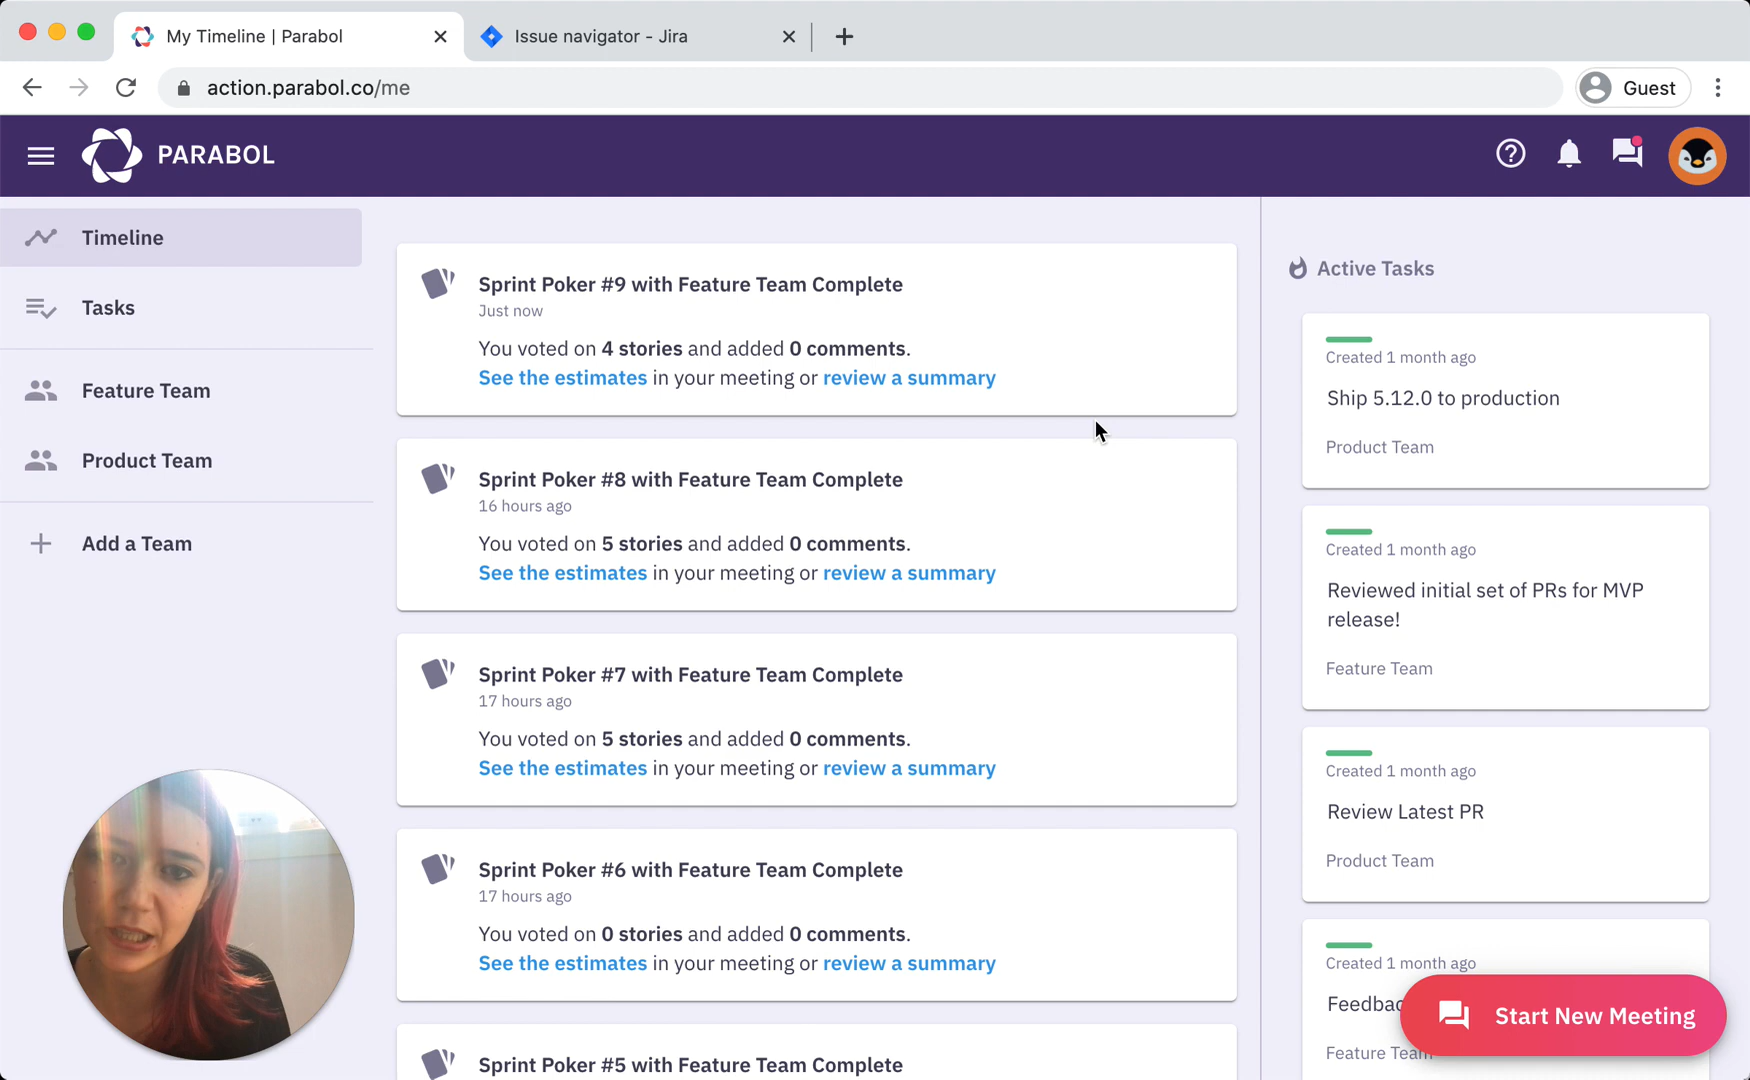 My Timeline | Parabol
Issue navigator - Jira
action.parabol.co/me
Guest
PARABOL
Timeline
Tasks
Feature Team
Product Team
Add a Team
Sprint Poker #9 with Feature Team Complete
Just now
You voted on 4 stories and added 0 comments.
See the estimates in your meeting or review a summary
Sprint Poker #8 with Feature Team Complete
16 hours ago
You voted on 5 stories and added 0 comments.
See the estimates in your meeting or review a summary
Sprint Poker #7 with Feature Team Complete
17 hours ago
You voted on 5 stories and added 0 comments.
See the estimates in your meeting or review a summary
Sprint Poker #6 with Feature Team Complete
17 hours ago
You voted on 0 stories and added 0 comments.
See the estimates in your meeting or review a summary
Sprint Poker #5 with Feature Team Complete
Active Tasks
Created 1 month ago
Ship 5.12.0 to production
Product Team
Created 1 month ago
Reviewed initial set of PRs for MVP
release!
Feature Team
Created 1 month ago
Review Latest PR
Product Team
Created 1 month ago
Start New Meeting
Feature Team